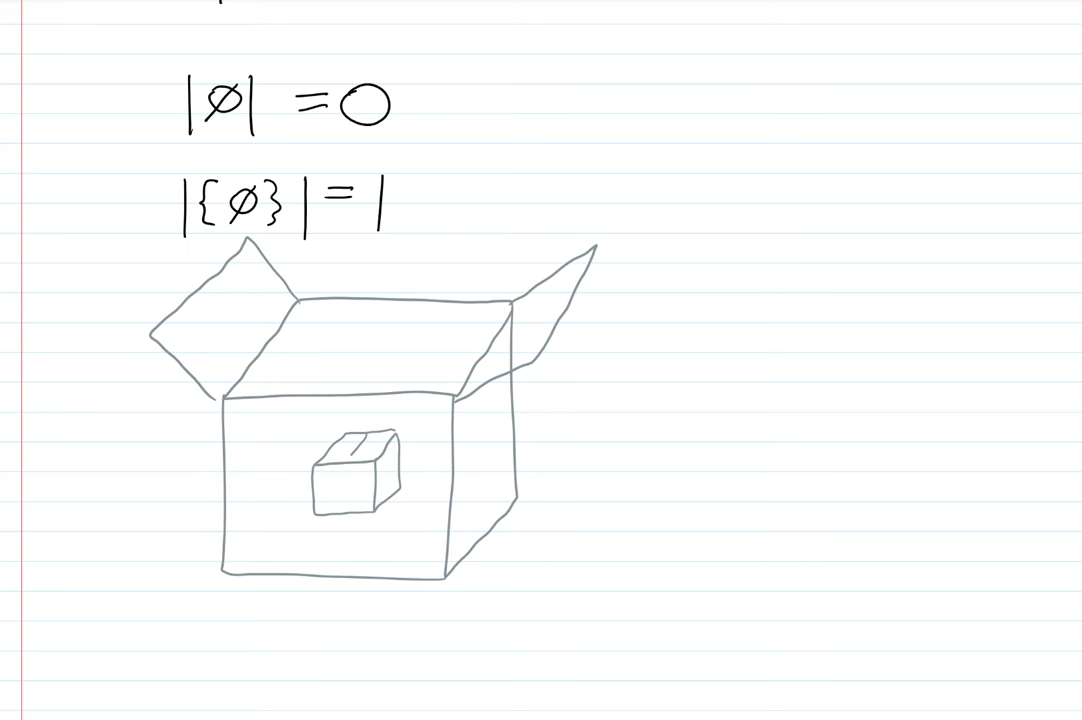 |∅| = 0
|{∅}| = 1